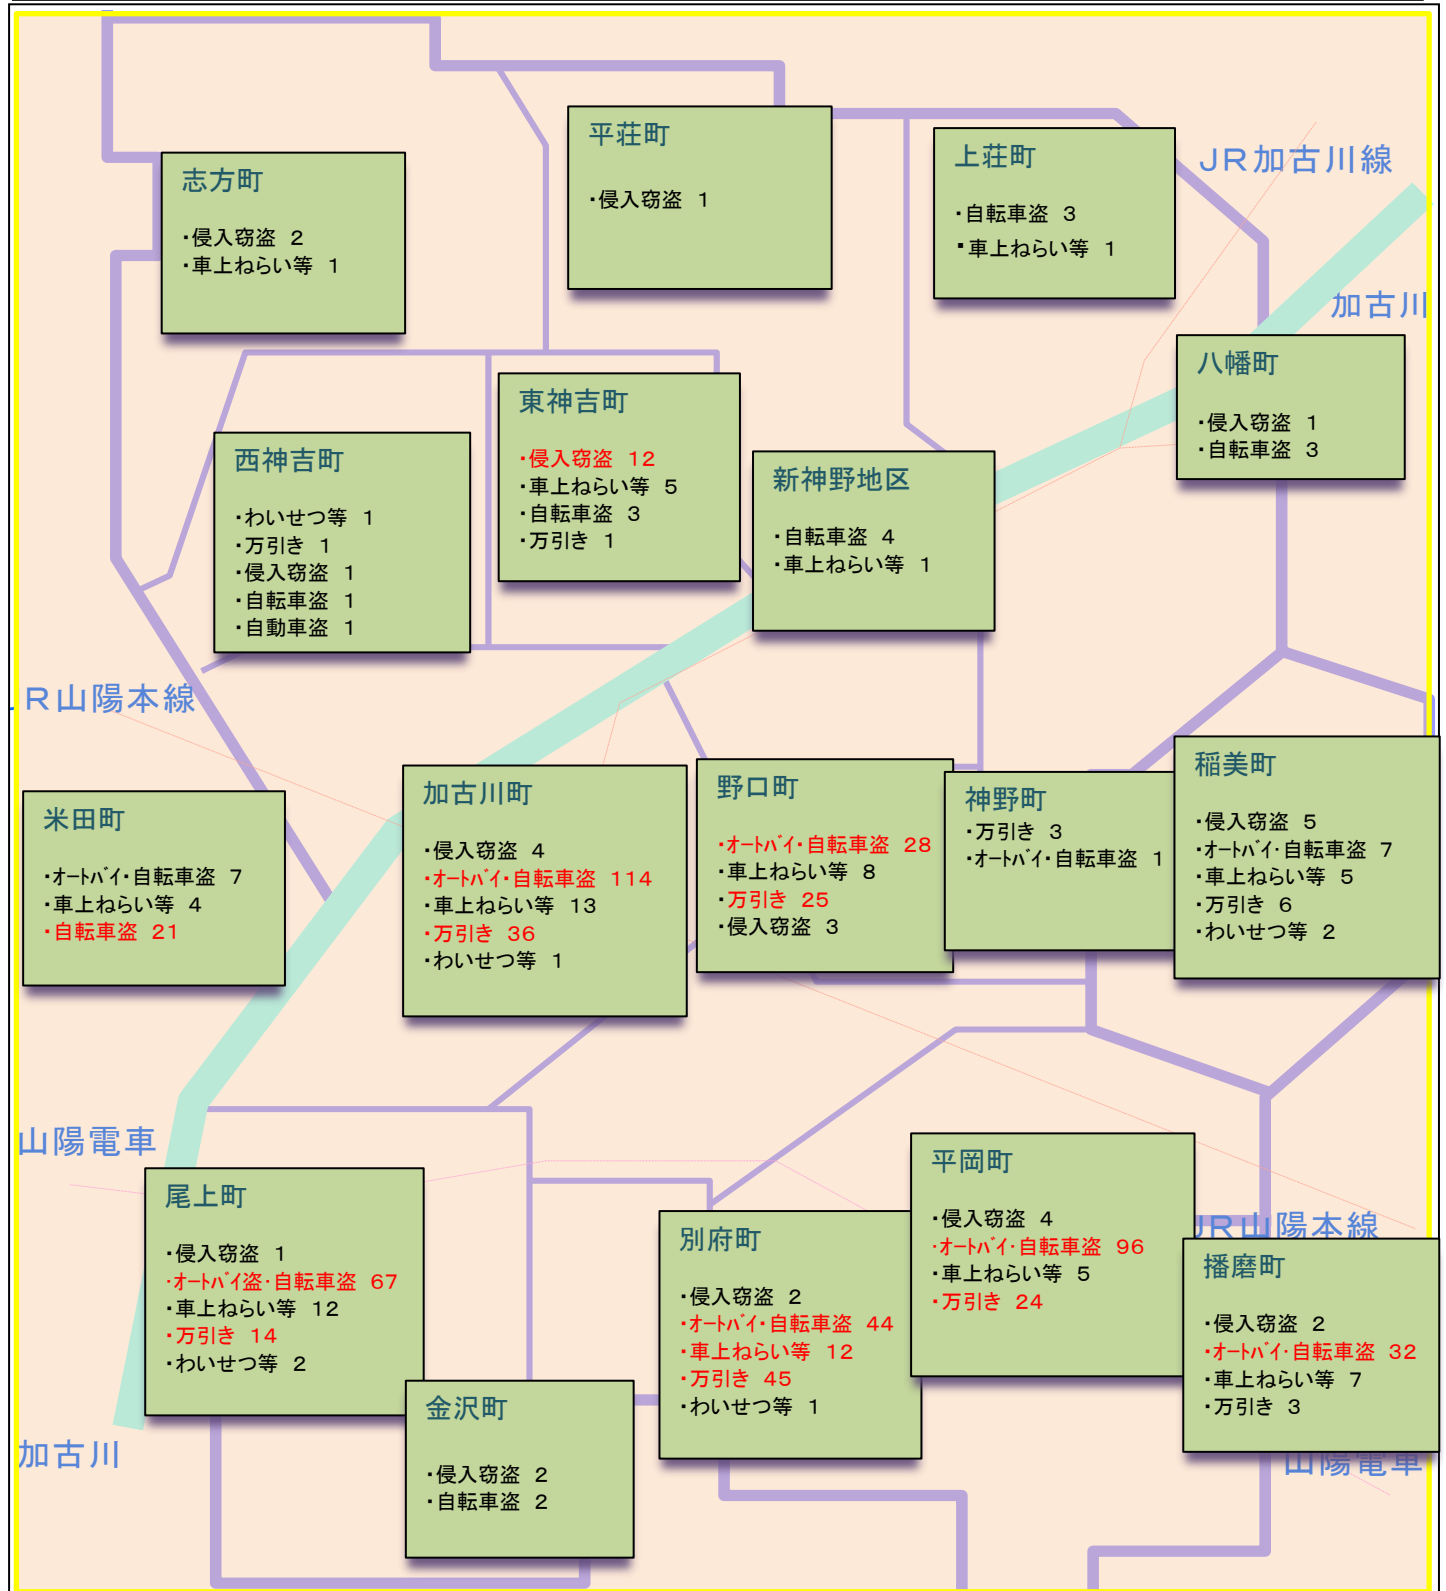 平荘町
・侵入窃盗 1
上荘町
・自転車盗 3
・車上ねらい等 1
JR加古川線
志方町
・侵入窃盗 2
・車上ねらい等 1
加古川
八幡町
・侵入窃盗 1
・自転車盗 3
東神吉町
・侵入窃盗 12
・車上ねらい等 5
・自転車盗 3
・万引き 1
西神吉町
・わいせつ等 1
・万引き 1
・侵入窃盗 1
・自転車盗 1
・自動車盗 1
新神野地区
・自転車盗 4
・車上ねらい等 1
JR山陽本線
米田町
・オートバイ・自転車盗 7
・車上ねらい等 4
・自転車盗 21
加古川町
・侵入窃盗 4
・オートバイ・自転車盗 114
・車上ねらい等 13
・万引き 36
・わいせつ等 1
野口町
・オートバイ・自転車盗 28
・車上ねらい等 8
・万引き 25
・侵入窃盗 3
神野町
・万引き 3
・オートバイ・自転車盗 1
稲美町
・侵入窃盗 5
・オートバイ・自転車盗 7
・車上ねらい等 5
・万引き 6
・わいせつ等 2
山陽電車
尾上町
・侵入窃盗 1
・オートバイ盗・自転車盗 67
・車上ねらい等 12
・万引き 14
・わいせつ等 2
加古川
金沢町
・侵入窃盗 2
・自転車盗 2
別府町
・侵入窃盗 2
・オートバイ・自転車盗 44
・車上ねらい等 12
・万引き 45
・わいせつ等 1
平岡町
・侵入窃盗 4
・オートバイ・自転車盗 96
・車上ねらい等 5
・万引き 24
JR山陽本線
播磨町
・侵入窃盗 2
・オートバイ・自転車盗 32
・車上ねらい等 7
・万引き 3
山陽電車